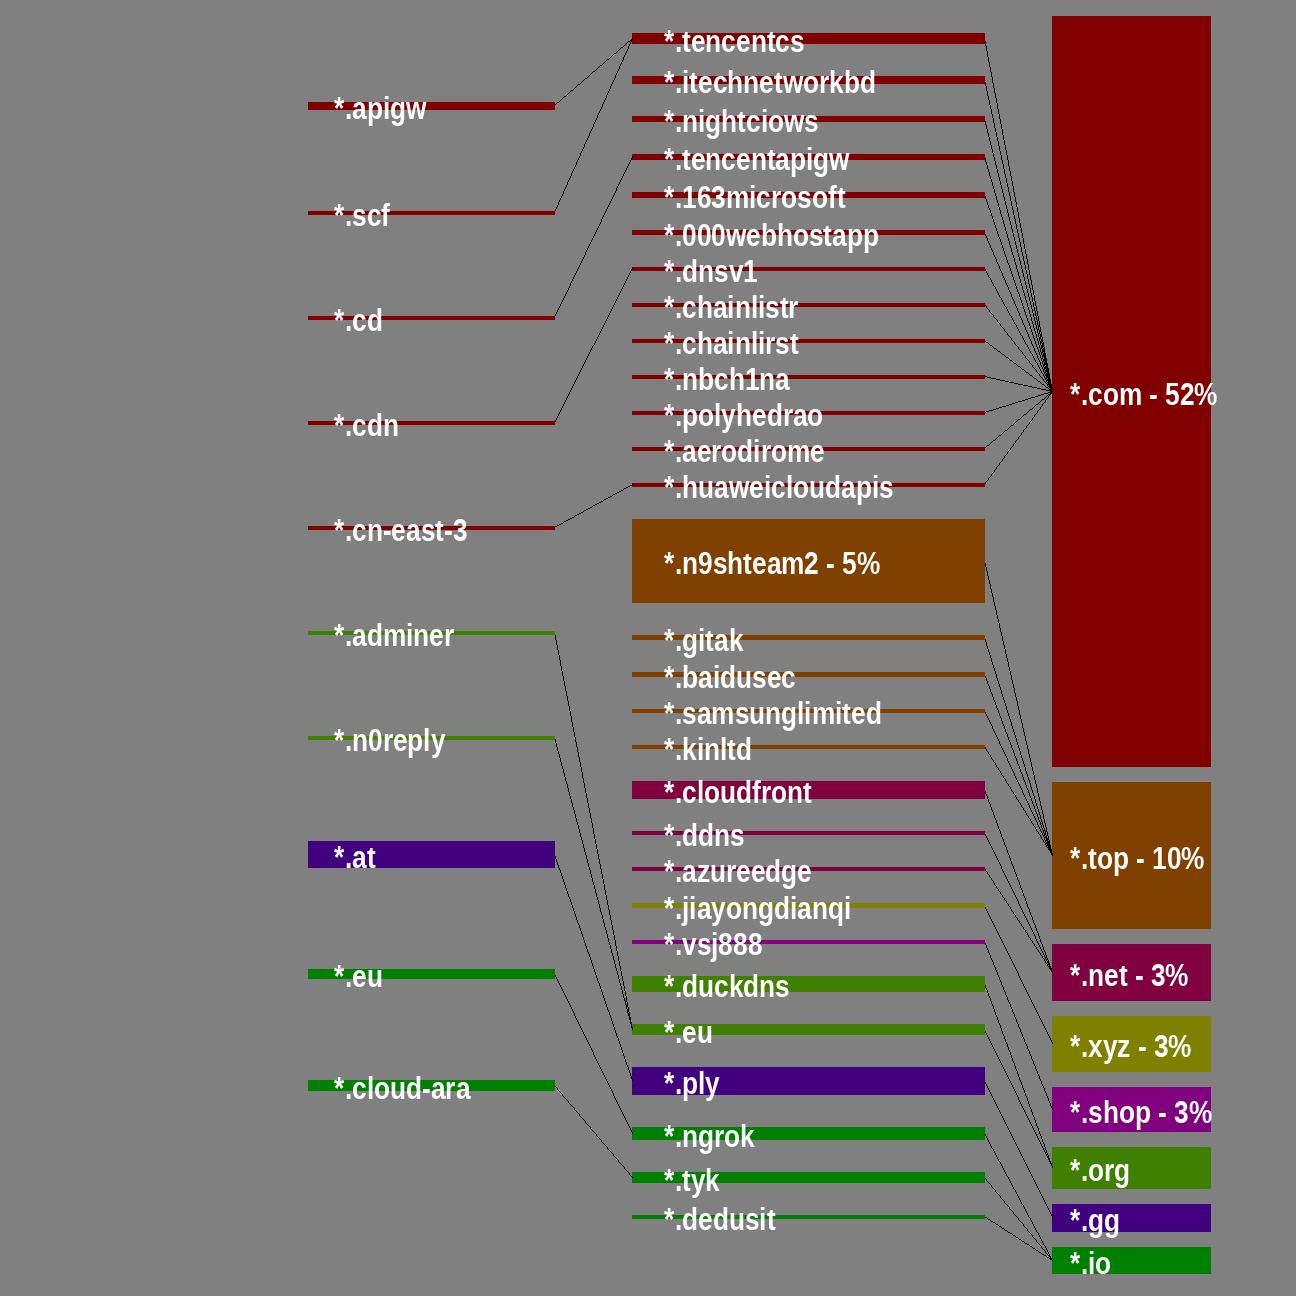 *.apigw
*.scf
*.cd
*.cdn
*.cn-east-3
*.adminer
*.n0reply
*.at
*.eu
*.cloud-ara
*.tencentcs
*.itechnetworkbd
*.nightciows
*.tencentapigw
*.163microsoft
*.000webhostapp
*.dnsv1
*.chainlistr
*.chainlirst
*.nbch1na
*.polyhedrao
*.aerodirome
*.huaweicloudapis
*.n9shteam2 - 5%
*.gitak
*.baidusec
*.samsunglimited
*.kinltd
*.cloudfront
*.ddns
*.azureedge
*.jiayongdianqi
*.vsj888
*.duckdns
*.eu
*.ply
*.ngrok
*.tyk
*.dedusit
*.com - 52%
*.top - 10%
*.net - 3%
*.xyz - 3%
*.shop - 3%
*.org
*.gg
*.io